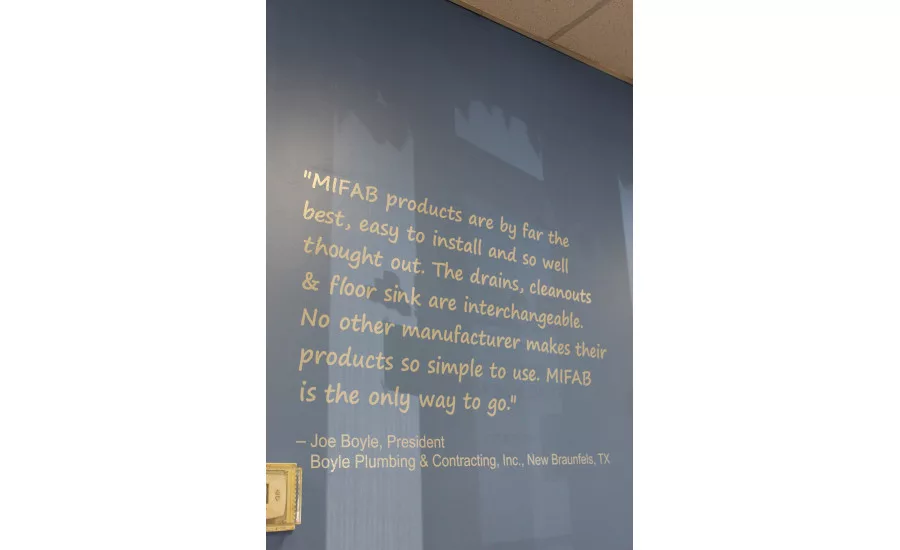 "MIFAB products are by far the
best, easy to install and so well
thought out. The drains, cleanouts
& floor sink are interchangeable.
No other manufacturer makes their
products so simple to use. MIFAB
is the only way to go."
– Joe Boyle, President
Boyle Plumbing & Contracting, Inc., New Braunfels, TX